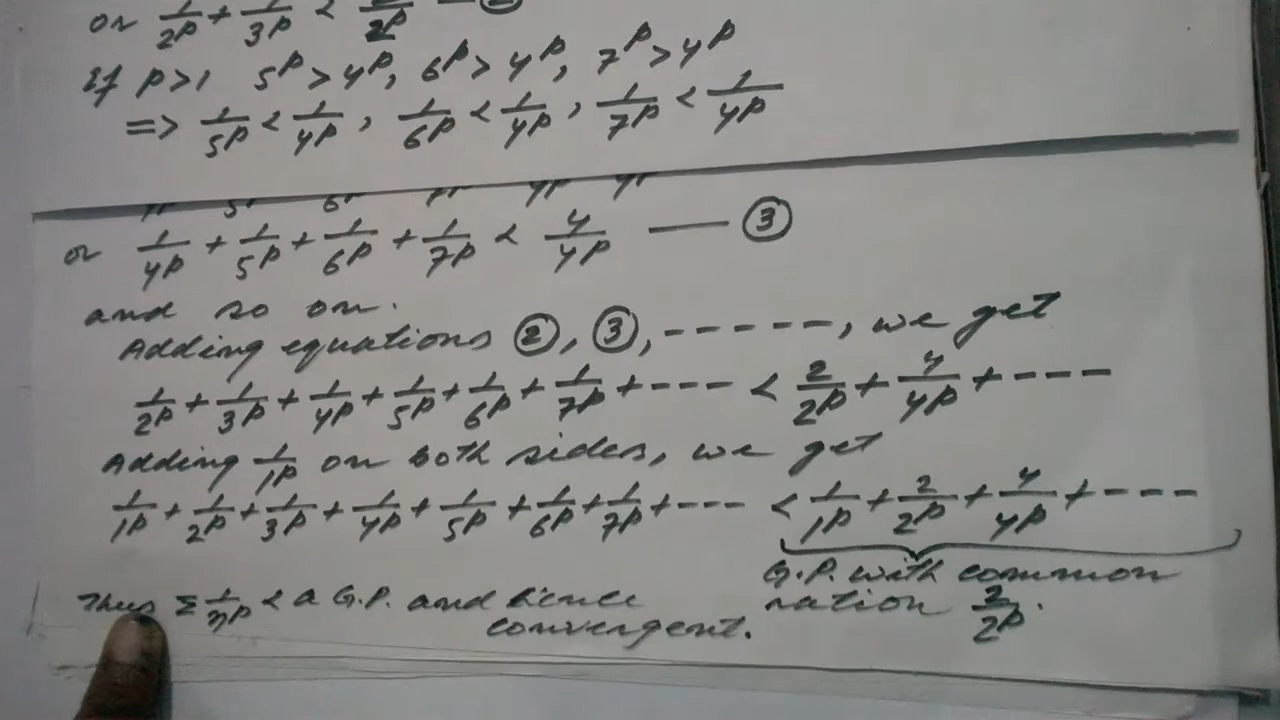 or 1/2^p + 1/3^p < 2/2^p — ②
If p>1 5^p > 4^p, 6^p > 4^p, 7^p > 4^p
=> 1/5^p < 1/4^p, 1/6^p < 1/4^p, 1/7^p < 1/4^p
or 1/4^p + 1/5^p + 1/6^p + 1/7^p < 4/4^p — ③
and so on.
Adding equations ②, ③, -----, we get
1/2^p + 1/3^p + 1/4^p + 1/5^p + 1/6^p + 1/7^p + --- < 2/2^p + 4/4^p + ----
Adding 1/1^p on both sides, we get
1/1^p + 1/2^p + 1/3^p + 1/4^p + 1/5^p + 1/6^p + 1/7^p + --- < 1/1^p + 2/2^p + 4/4^p + ----
G.P. with common
ration 2/2^p.
Thus Σ 1/n^p < a G.P. and hence
convergent.